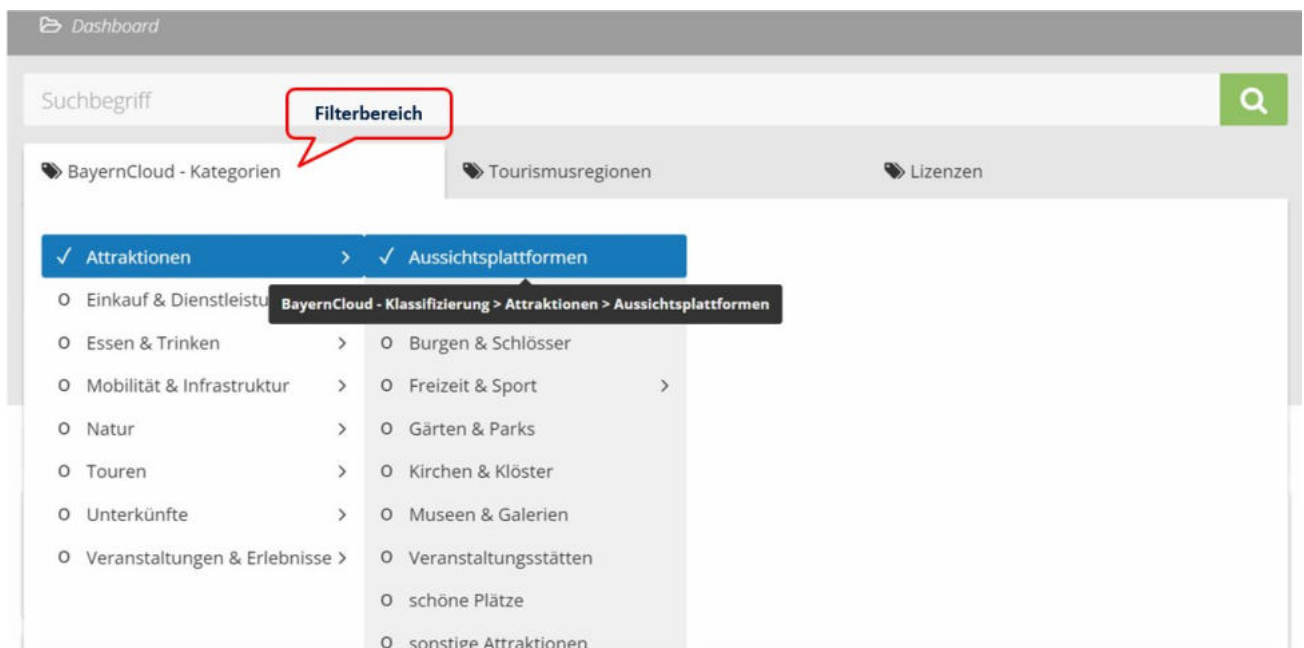 Dashboard
Suchbegriff
Filterbereich
BayernCloud - Kategorien
Tourismusregionen
Lizenzen
Attraktionen
Aussichtsplattformen
Einkauf & Dienstleistu
BayernCloud - Klassifizierung > Attraktionen > Aussichtsplattformen
Essen & Trinken
Burgen & Schlösser
Mobilität & Infrastruktur
Freizeit & Sport
Natur
Gärten & Parks
Touren
Kirchen & Klöster
Unterkünfte
Museen & Galerien
Veranstaltungen & Erlebnisse
Veranstaltungsstätten
schöne Plätze
sonstige Attraktionen